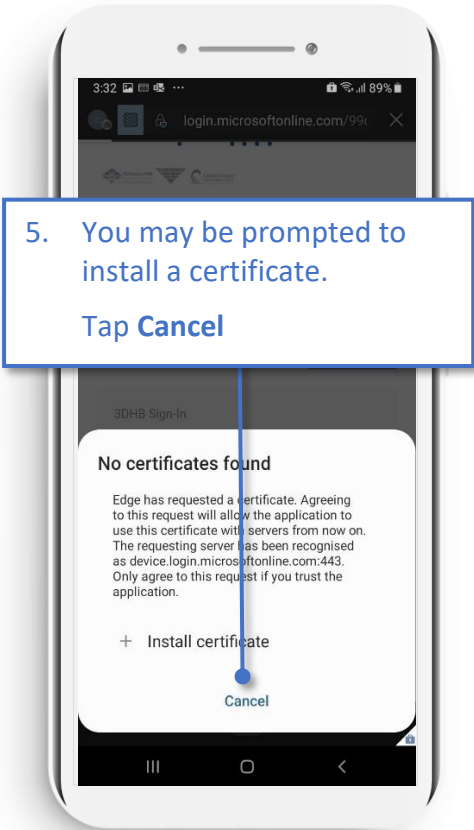 3:32 ... 89%
login.microsoftonline.com/99
5. You may be prompted to
install a certificate.
Tap Cancel
3DHB Sign-In
No certificates found
Edge has requested a certificate. Agreeing
to this request will allow the application to
use this certificate with servers from now on.
The requesting server has been recognised
as device.login.microsoftonline.com:443.
Only agree to this request if you trust the
application.
+ Install certificate
Cancel